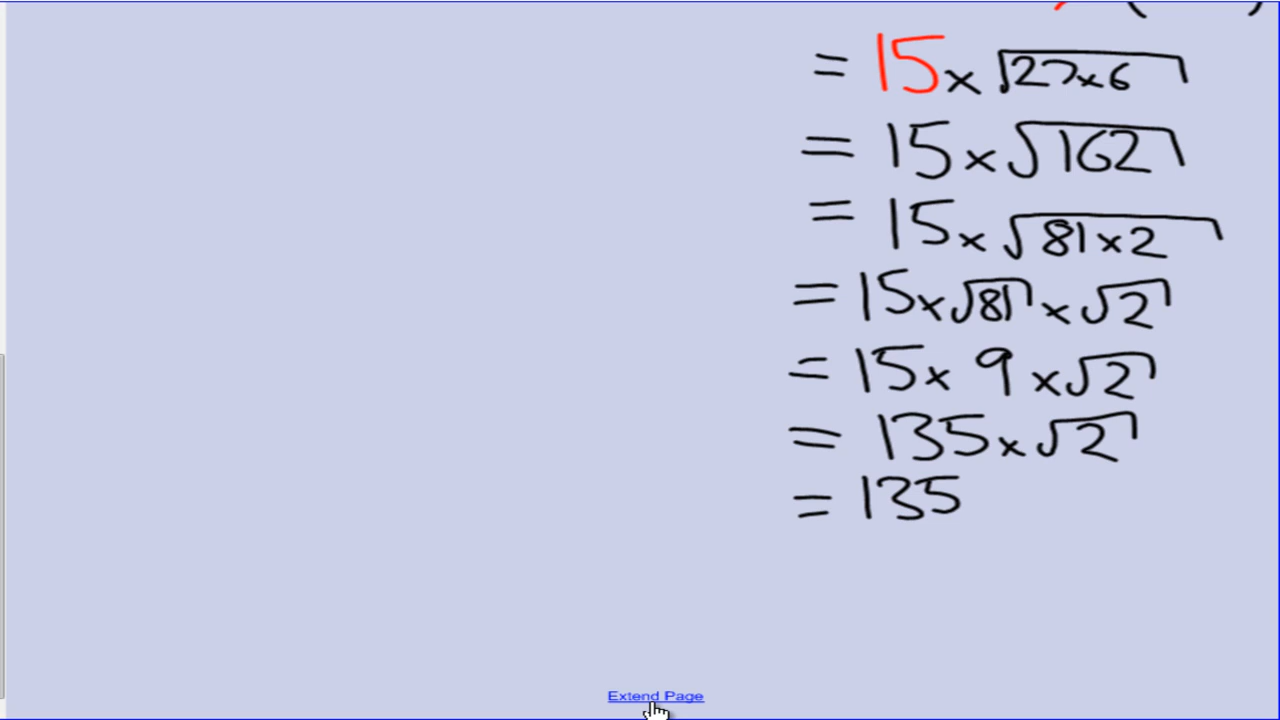 = 15 × √27×6
= 15 × √162
= 15 × √81×2
= 15 × √81 × √2
= 15 × 9 × √2
= 135 × √2
= 135
Extend Page